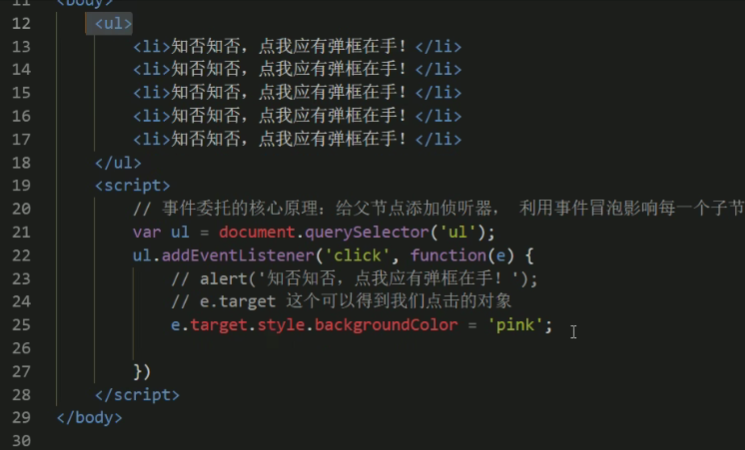 11 <body>
12 <ul>
13 <li>知否知否，点我应有弹框在手！</li>
14 <li>知否知否，点我应有弹框在手！</li>
15 <li>知否知否，点我应有弹框在手！</li>
16 <li>知否知否，点我应有弹框在手！</li>
17 <li>知否知否，点我应有弹框在手！</li>
18 </ul>
19 <script>
20 // 事件委托的核心原理：给父节点添加侦听器， 利用事件冒泡影响每一个子节
21 var ul = document.querySelector('ul');
22 ul.addEventListener('click', function(e) {
23 // alert('知否知否，点我应有弹框在手！');
24 // e.target 这个可以得到我们点击的对象
25 e.target.style.backgroundColor = 'pink';
26
27 })
28 </script>
29 </body>
30